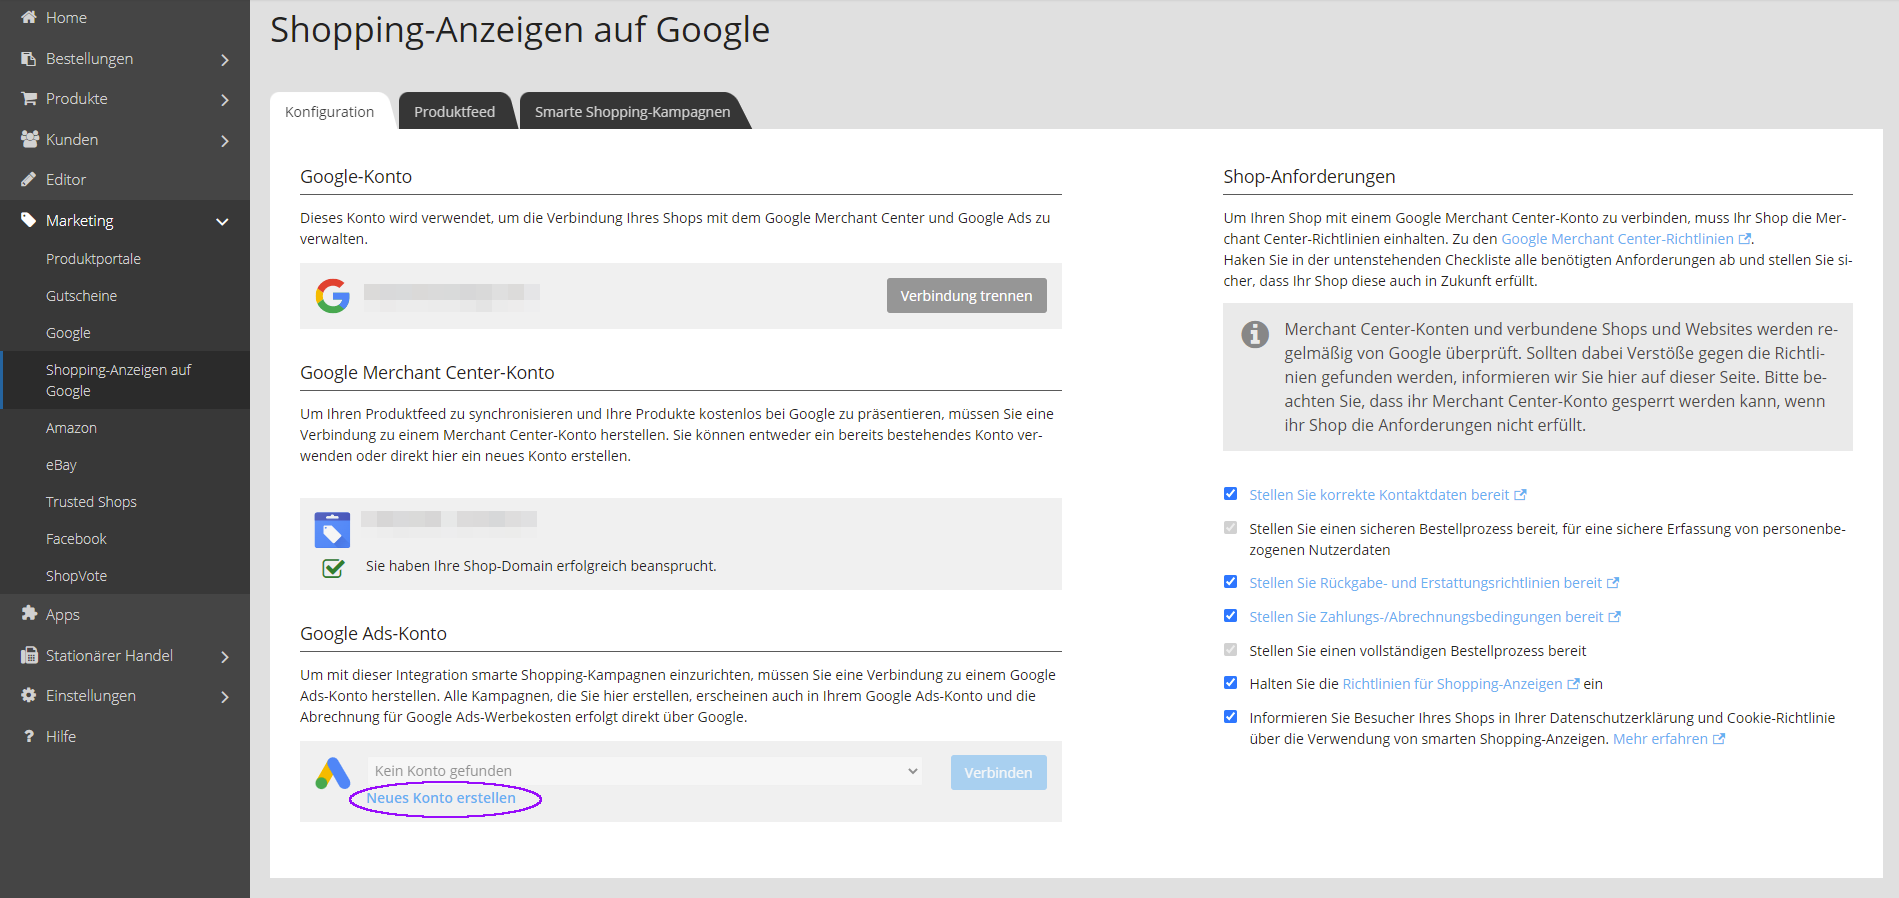 Home
Bestellungen
Produkte
Kunden
Editor
Marketing
Produktportale
Gutscheine
Google
Shopping-Anzeigen auf
Google
Amazon
eBay
Trusted Shops
Facebook
ShopVote
Apps
Stationärer Handel
Einstellungen
Hilfe
Shopping-Anzeigen auf Google
Konfiguration
Produktfeed
Smarte Shopping-Kampagnen
Google-Konto
Dieses Konto wird verwendet, um die Verbindung Ihres Shops mit dem Google Merchant Center und Google Ads zu
verwalten.
Verbindung trennen
Google Merchant Center-Konto
Um Ihren Produktfeed zu synchronisieren und Ihre Produkte kostenlos bei Google zu präsentieren, müssen Sie eine
Verbindung zu einem Merchant Center-Konto herstellen. Sie können entweder ein bereits bestehendes Konto ver-
wenden oder direkt hier ein neues Konto erstellen.
Sie haben Ihre Shop-Domain erfolgreich beansprucht.
Google Ads-Konto
Um mit dieser Integration smarte Shopping-Kampagnen einzurichten, müssen Sie eine Verbindung zu einem Google
Ads-Konto herstellen. Alle Kampagnen, die Sie hier erstellen, erscheinen auch in Ihrem Google Ads-Konto und die
Abrechnung für Google Ads-Werbekosten erfolgt direkt über Google.
Kein Konto gefunden
Verbinden
Neues Konto erstellen
Shop-Anforderungen
Um Ihren Shop mit einem Google Merchant Center-Konto zu verbinden, muss Ihr Shop die Mer-
chant Center-Richtlinien einhalten. Zu den Google Merchant Center-Richtlinien.
Haken Sie in der untenstehenden Checkliste alle benötigten Anforderungen ab und stellen Sie si-
cher, dass Ihr Shop diese auch in Zukunft erfüllt.
Merchant Center-Konten und verbundene Shops und Websites werden re-
gelmäßig von Google überprüft. Sollten dabei Verstöße gegen die Richtli-
nien gefunden werden, informieren wir Sie hier auf dieser Seite. Bitte be-
achten Sie, dass ihr Merchant Center-Konto gesperrt werden kann, wenn
ihr Shop die Anforderungen nicht erfüllt.
Stellen Sie korrekte Kontaktdaten bereit
Stellen Sie einen sicheren Bestellprozess bereit, für eine sichere Erfassung von personenbe-
zogenen Nutzerdaten
Stellen Sie Rückgabe- und Erstattungsrichtlinien bereit
Stellen Sie Zahlungs-/Abrechnungsbedingungen bereit
Stellen Sie einen vollständigen Bestellprozess bereit
Halten Sie die Richtlinien für Shopping-Anzeigen ein
Informieren Sie Besucher Ihres Shops in Ihrer Datenschutzerklärung und Cookie-Richtlinie
über die Verwendung von smarten Shopping-Anzeigen. Mehr erfahren